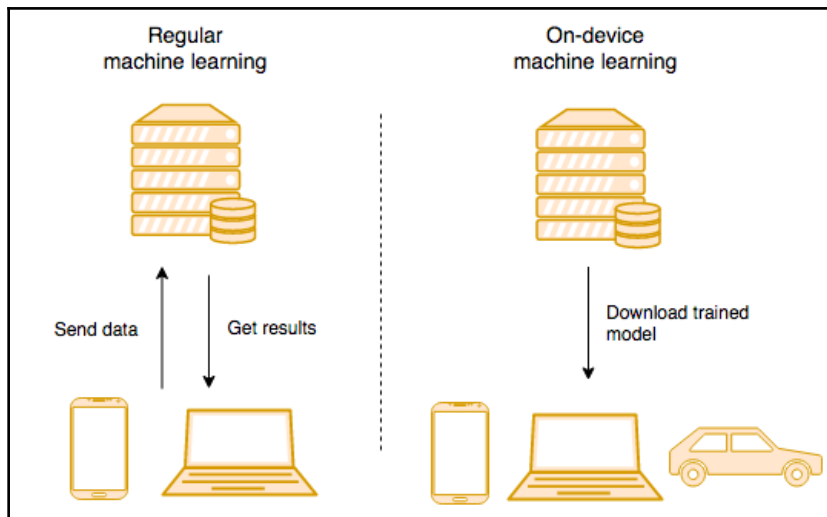 Regular
machine learning
On-device
machine learning
Send data
Get results
Download trained
model